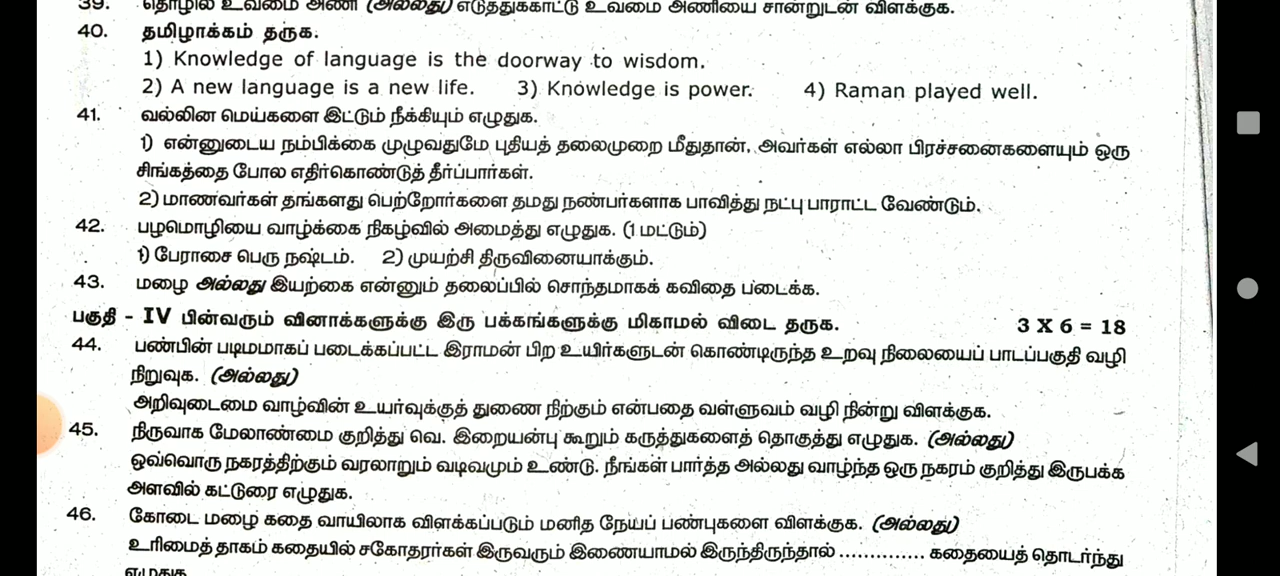 39. தொழில் உவமை அணி (அல்லது) எடுத்துக்காட்டு உவமை அணியை சான்றுடன் விளக்குக.
40. தமிழாக்கம் தருக.
1) Knowledge of language is the doorway to wisdom.
2) A new language is a new life. 3) Knowledge is power. 4) Raman played well.
41. வல்லின மெய்களை இட்டும் நீக்கியும் எழுதுக.
1) என்னுடைய நம்பிக்கை முழுவதுமே புதியத் தலைமுறை மீதுதான். அவர்கள் எல்லா பிரச்சனைகளையும் ஒரு
சிங்கத்தை போல எதிர்கொண்டுத் தீர்ப்பார்கள்.
2) மாணவர்கள் தங்களது பெற்றோர்களை தமது நண்பர்களாக பாவித்து நட்பு பாராட்ட வேண்டும்.
42. பழமொழியை வாழ்க்கை நிகழ்வில் அமைத்து எழுதுக. (1 மட்டும்)
1) பேராசை பெரு நஷ்டம். 2) முயற்சி திருவினையாக்கும்.
43. மழை அல்லது இயற்கை என்னும் தலைப்பில் சொந்தமாகக் கவிதை படைக்க.
பகுதி - IV பின்வரும் வினாக்களுக்கு இரு பக்கங்களுக்கு மிகாமல் விடை தருக. 3 X 6 = 18
44. பண்பின் படிமமாகப் படைக்கப்பட்ட இராமன் பிற உயிர்களுடன் கொண்டிருந்த உறவு நிலையைப் பாடப்பகுதி வழி
நிறுவுக. (அல்லது)
அறிவுடைமை வாழ்வின் உயர்வுக்குத் துணை நிற்கும் என்பதை வள்ளுவம் வழி நின்று விளக்குக.
45. நிருவாக மேலாண்மை குறித்து வெ. இறையன்பு கூறும் கருத்துகளைத் தொகுத்து எழுதுக. (அல்லது)
ஒவ்வொரு நகரத்திற்கும் வரலாறும் வடிவமும் உண்டு. நீங்கள் பார்த்த அல்லது வாழ்ந்த ஒரு நகரம் குறித்து இருபக்க
அளவில் கட்டுரை எழுதுக.
46. கோடை மழை கதை வாயிலாக விளக்கப்படும் மனித நேயப் பண்புகளை விளக்குக. (அல்லது)
உரிமைத் தாகம் கதையில் சகோதரர்கள் இருவரும் இணையாமல் இருந்திருந்தால் .............. கதையைத் தொடர்ந்து
எழுதுக